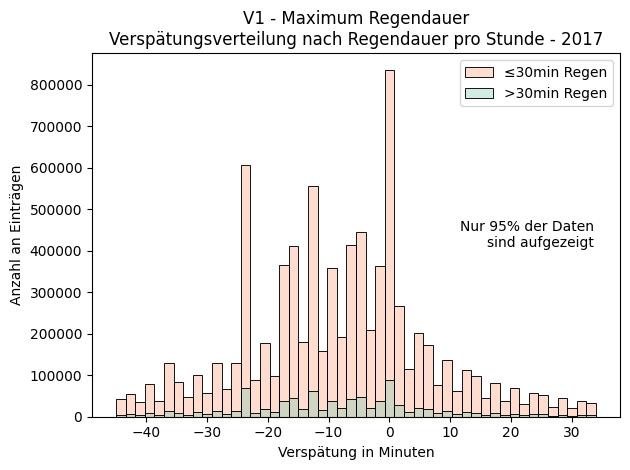 V1 - Maximum Regendauer
Verspätungsverteilung nach Regendauer pro Stunde - 2017
≤30min Regen
>30min Regen
Nur 95% der Daten
sind aufgezeigt
Anzahl an Einträgen
800000
700000
600000
500000
400000
300000
200000
100000
0
−40
−30
−20
−10
0
10
20
30
Verspätung in Minuten